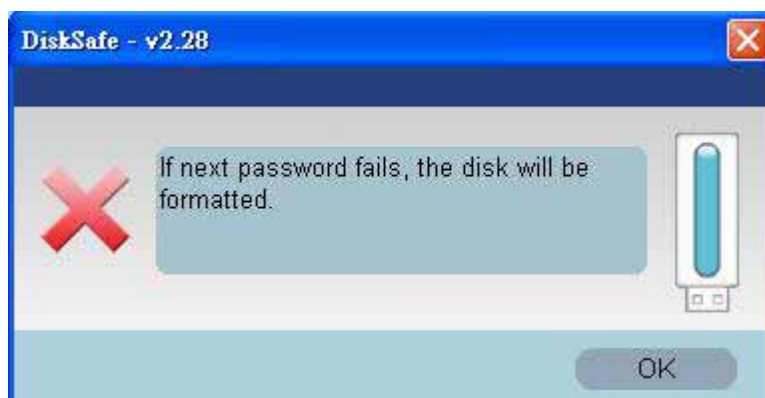 DiskSafe - v2.28
If next password fails, the disk will be
formatted.
OK